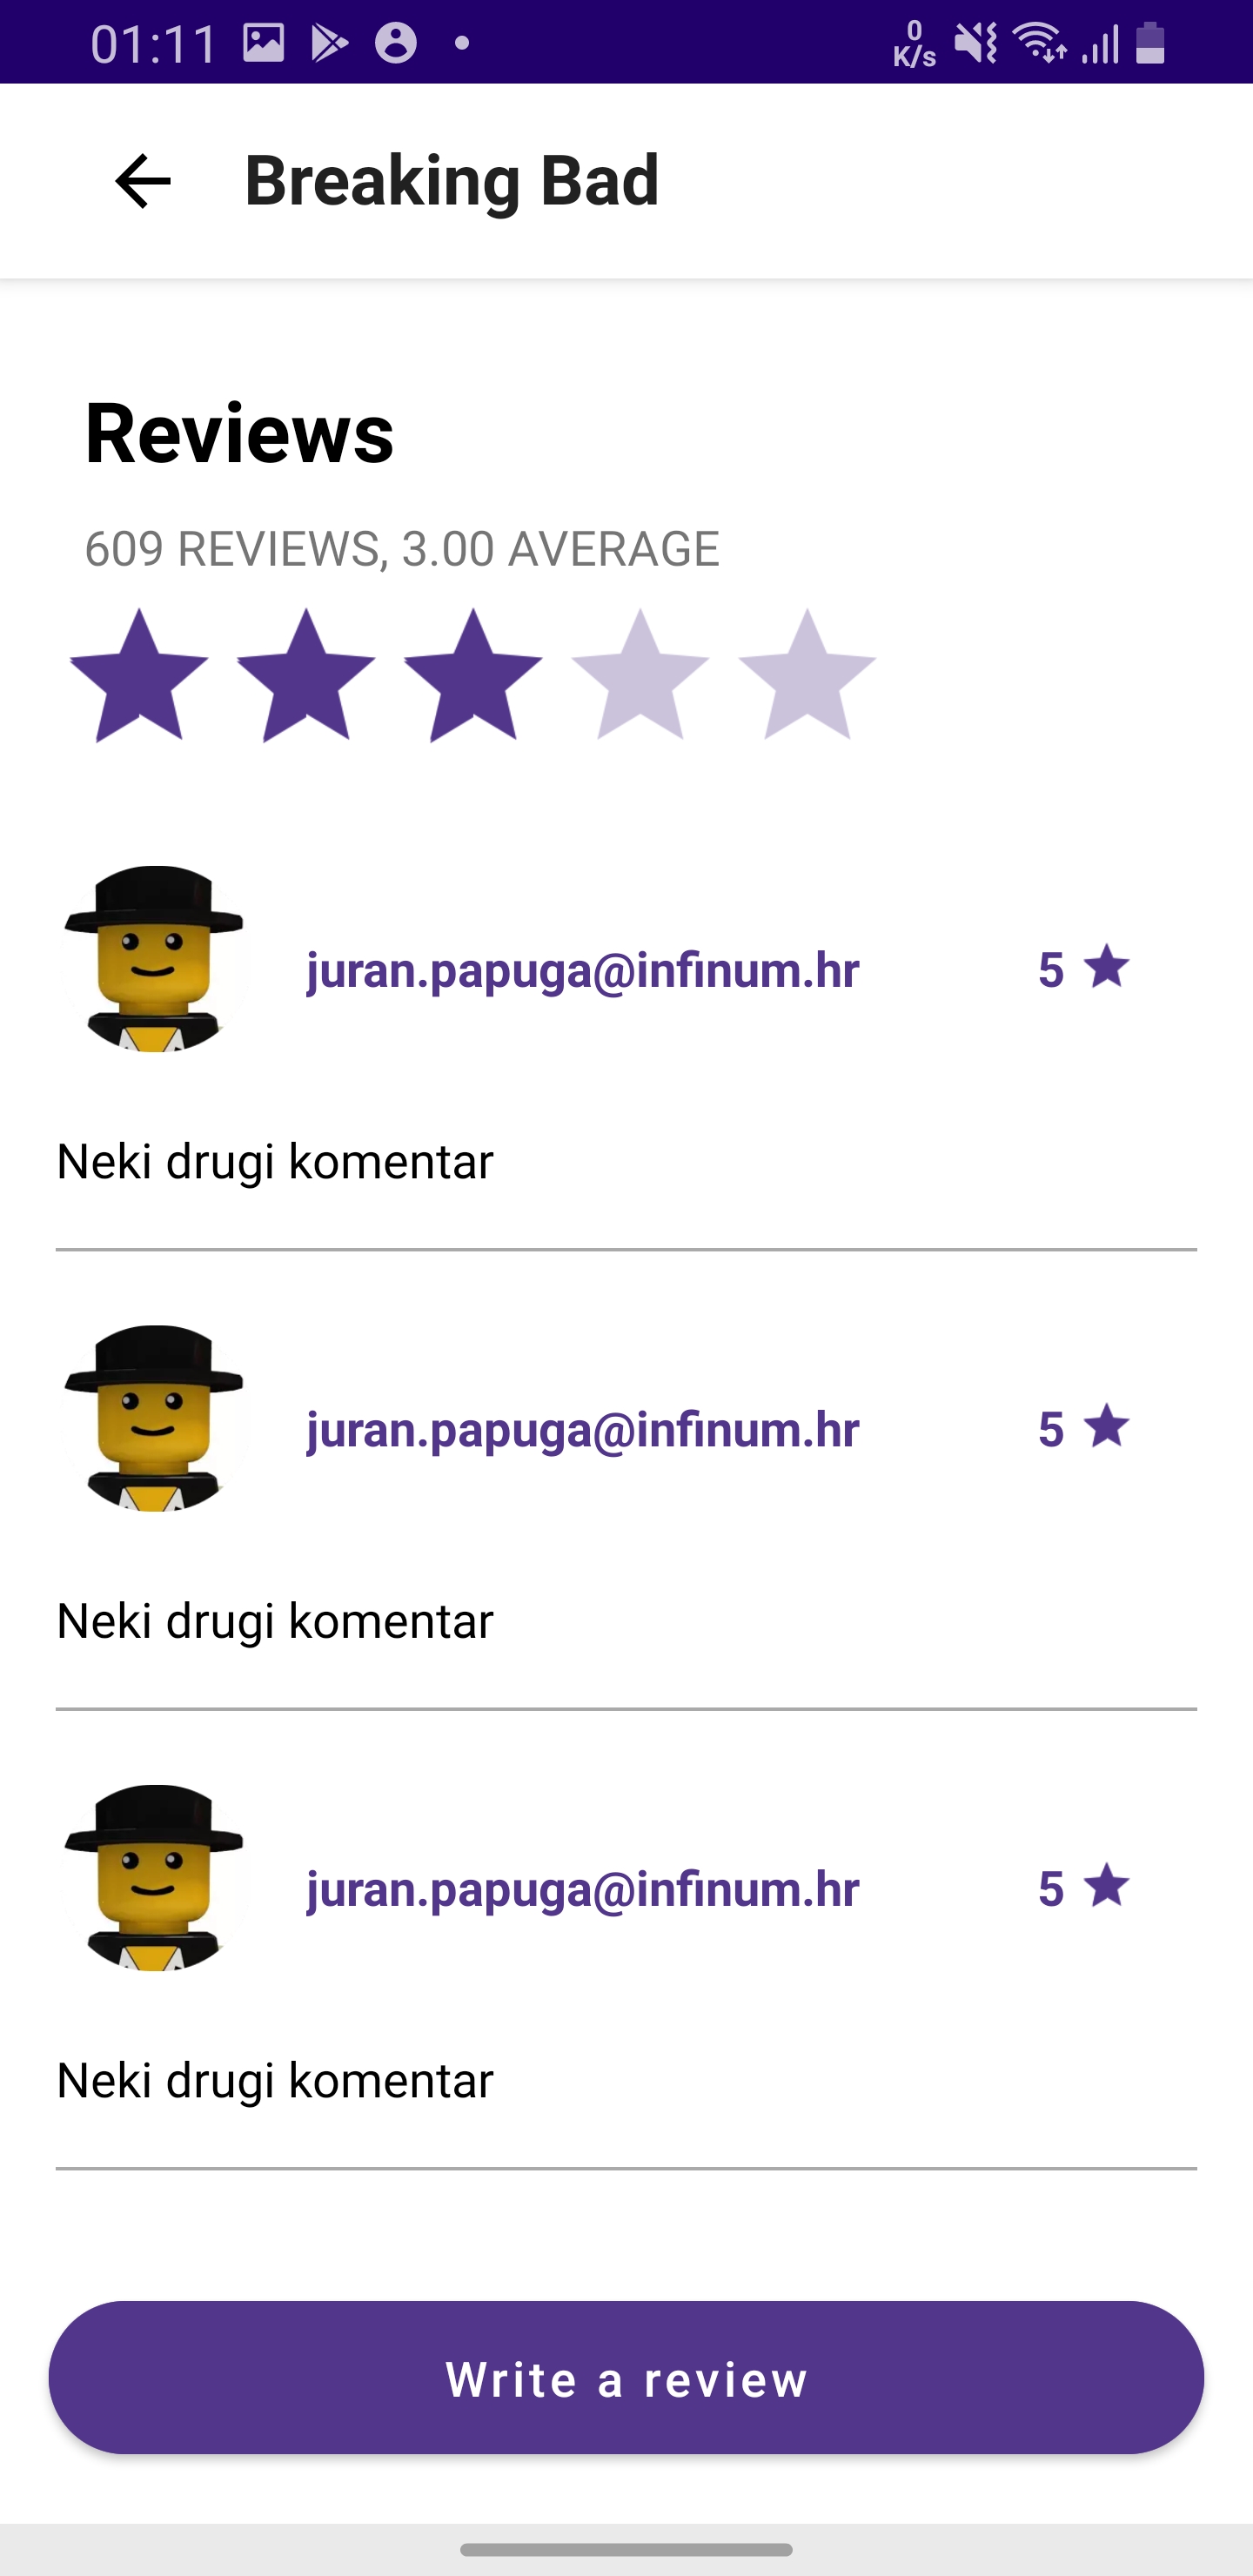 01:11
0
K/s
Breaking Bad
Reviews
609 REVIEWS, 3.00 AVERAGE
juran.papuga@infinum.hr 5
Neki drugi komentar
juran.papuga@infinum.hr 5
Neki drugi komentar
juran.papuga@infinum.hr 5
Neki drugi komentar
Write a review